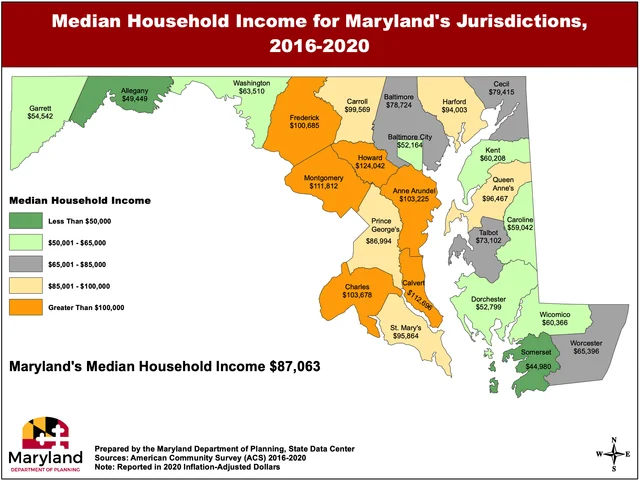 Median Household Income for Maryland's Jurisdictions,
2016-2020
Garrett
$54,542
Allegany
$49,449
Washington
$63,510
Frederick
$100,685
Carroll
$99,569
Baltimore
$78,724
Baltimore City
$52,164
Harford
$94,003
Cecil
$79,415
Howard
$124,042
Montgomery
$111,812
Anne Arundel
$103,225
Kent
$60,208
Queen
Anne's
$96,467
Caroline
$59,042
Talbot
$73,102
Prince
George's
$86,994
Calvert
$112,696
Charles
$103,678
St. Mary's
$95,864
Dorchester
$52,799
Wicomico
$60,366
Somerset
$44,980
Worcester
$65,396
Median Household Income
Less Than $50,000
$50,001 - $65,000
$65,001 - $85,000
$85,001 - $100,000
Greater Than $100,000
Maryland's Median Household Income $87,063
Maryland
DEPARTMENT OF PLANNING
Prepared by the Maryland Department of Planning, State Data Center
Sources: American Community Survey (ACS) 2016-2020
Note: Reported in 2020 Inflation-Adjusted Dollars
N
W
E
S